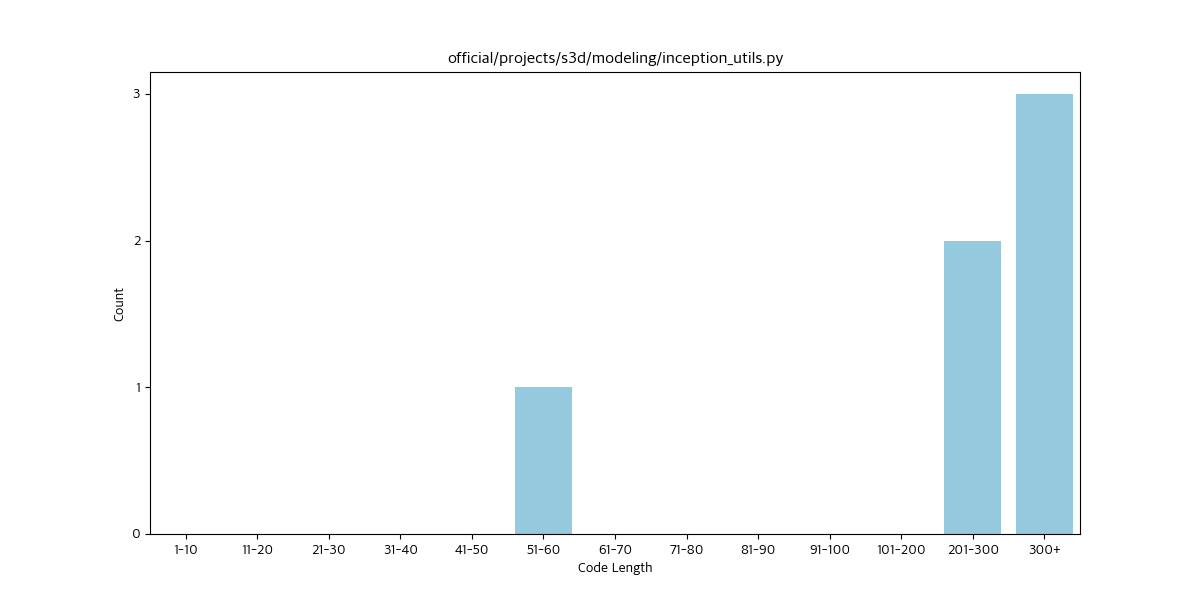 official/projects/s3d/modeling/inception_utils.py
3
2
1
0
Count
1-10 11-20 21-30 31-40 41-50 51-60 61-70 71-80 81-90 91-100 101-200 201-300 300+
Code Length